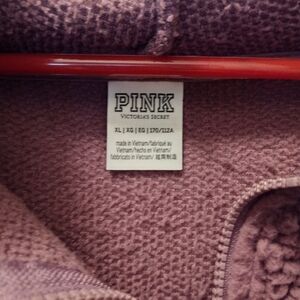 PINK
VICTORIA'S SECRET
XL | XG | EG | 170/112A
made in Vietnam/fabriqué au
Vietnam/hecho en Vietnam/
fabbricato in Vietnam / 越南制造